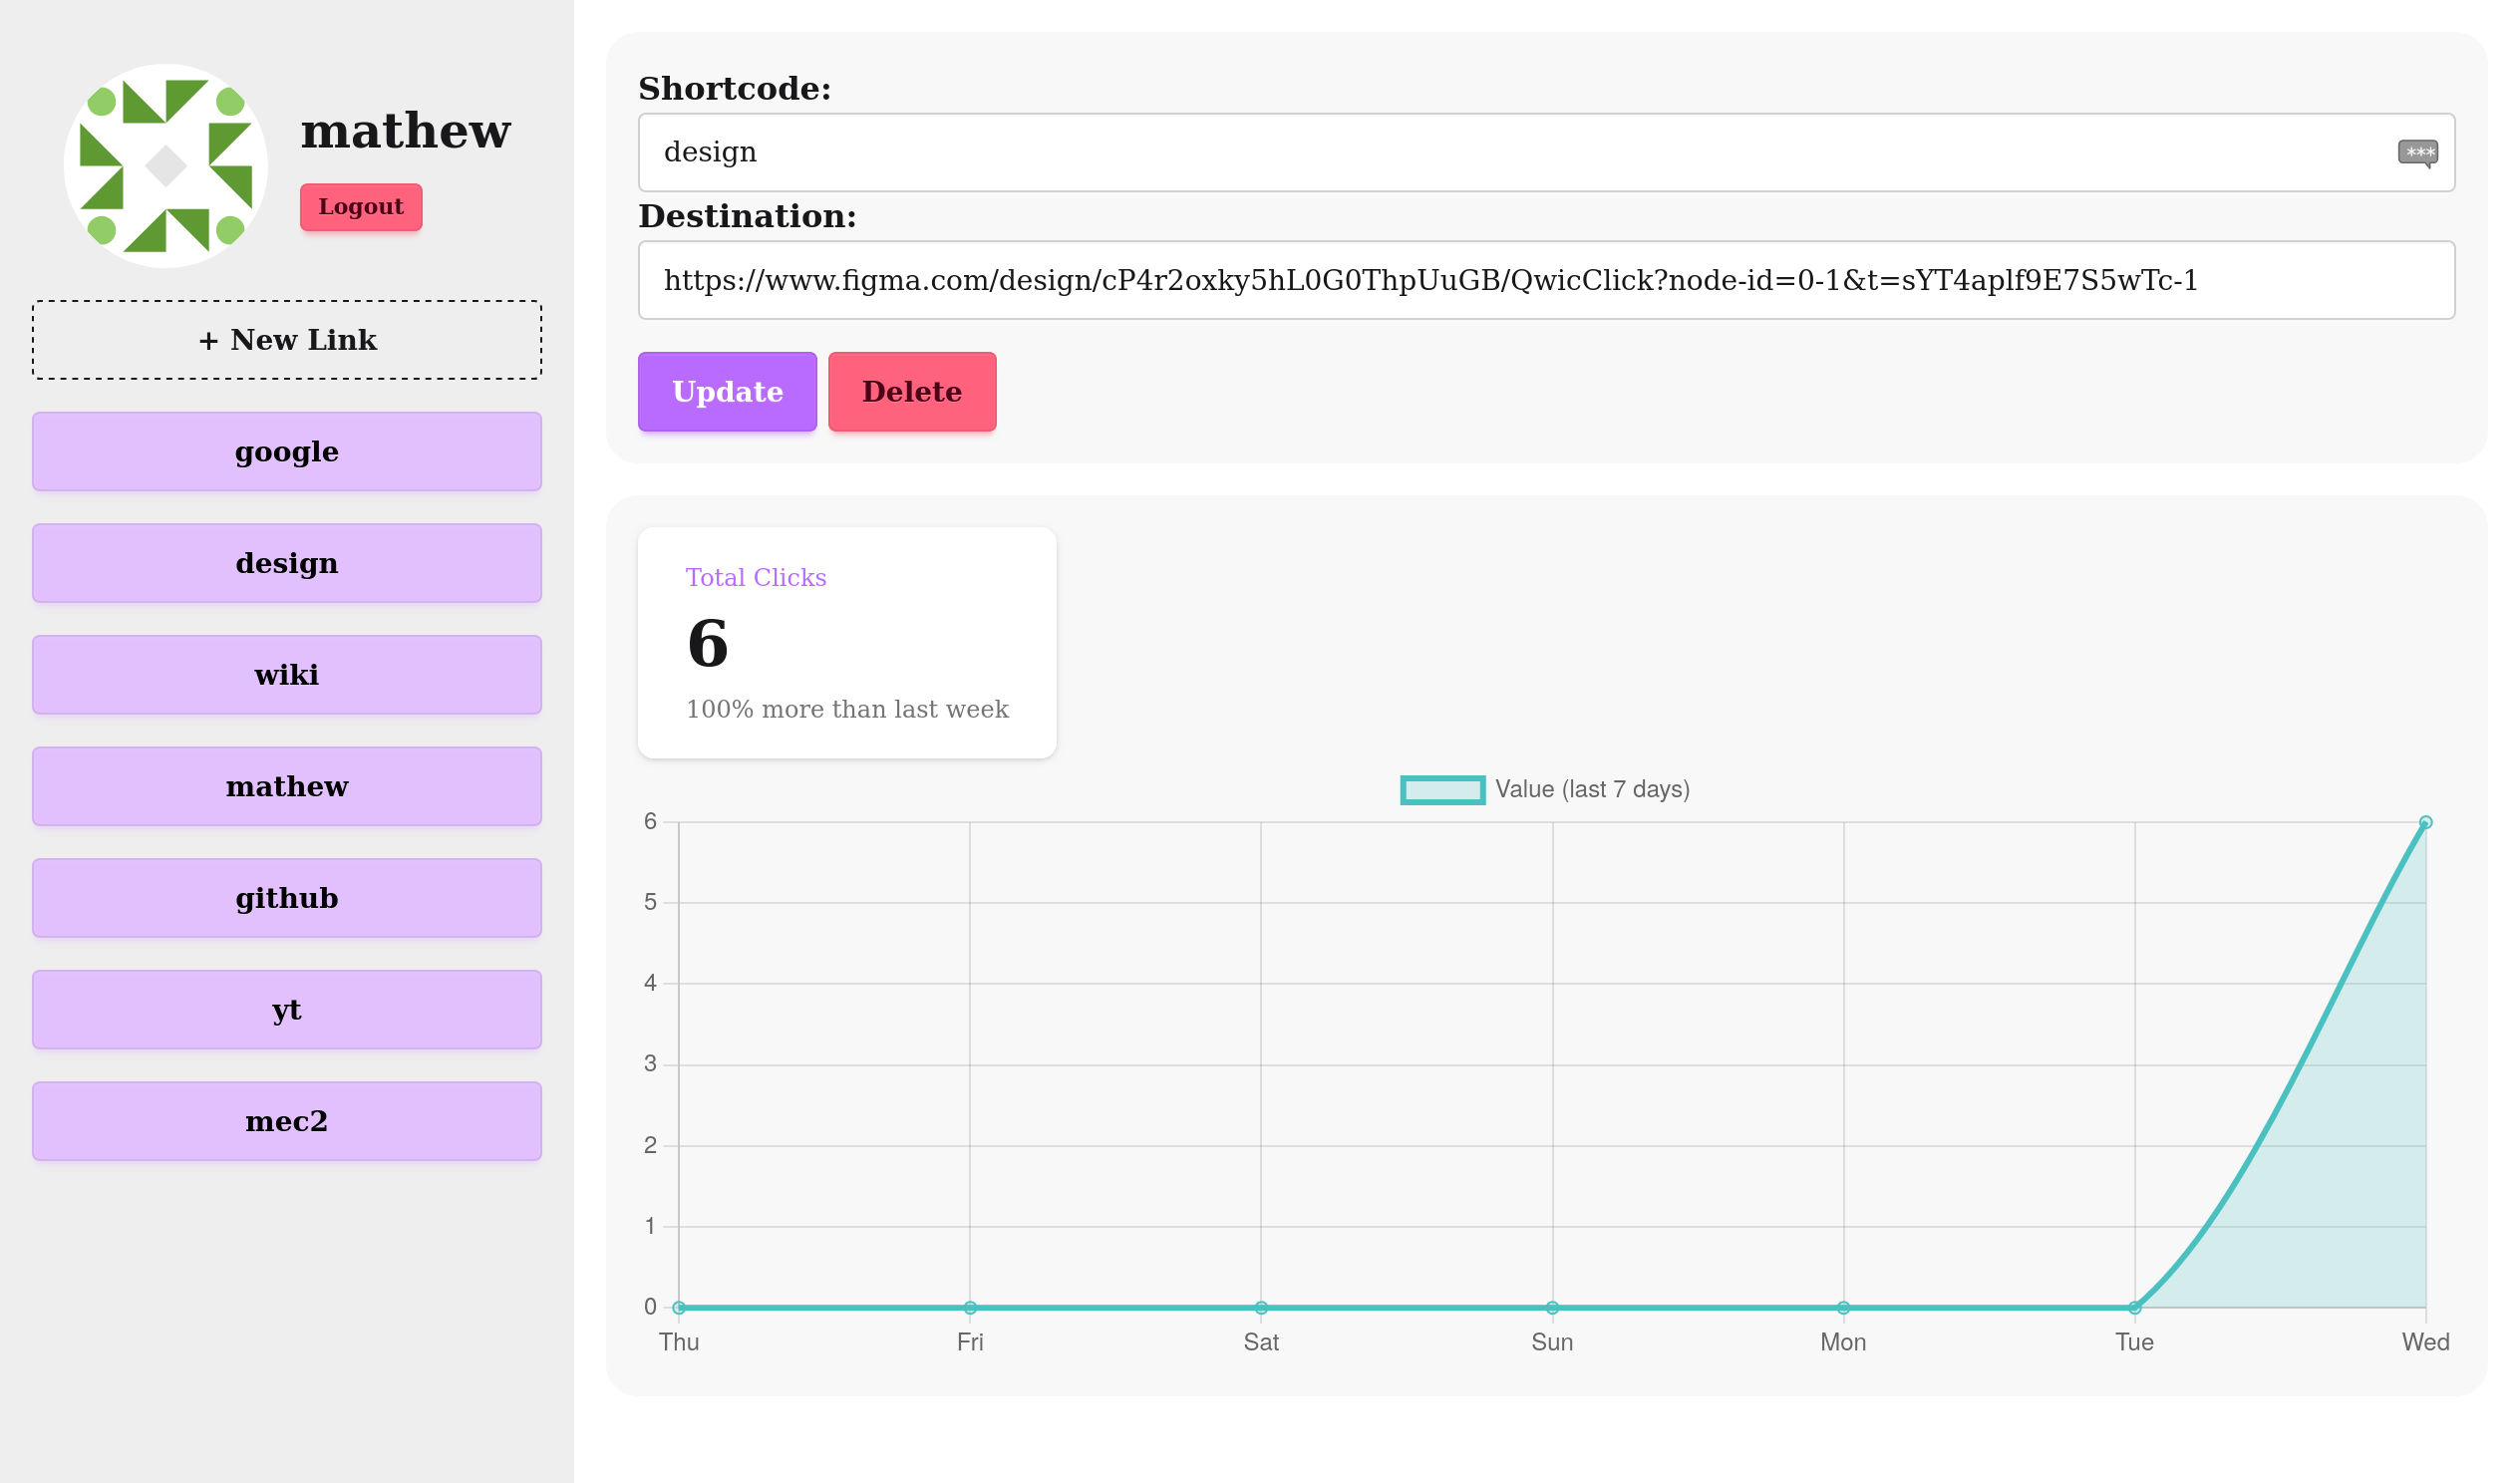 mathew
Logout
+ New Link
google
design
wiki
mathew
github
yt
mec2
Shortcode:
design
***
Destination:
https://www.figma.com/design/cP4r2oxky5hL0G0ThpUuGB/QwicClick?node-id=0-1&t=sYT4aplf9E7S5wTc-1
Update Delete
Total Clicks
6
100% more than last week
Value (last 7 days)
6
5
4
3
2
1
0
Thu Fri Sat Sun Mon Tue Wed